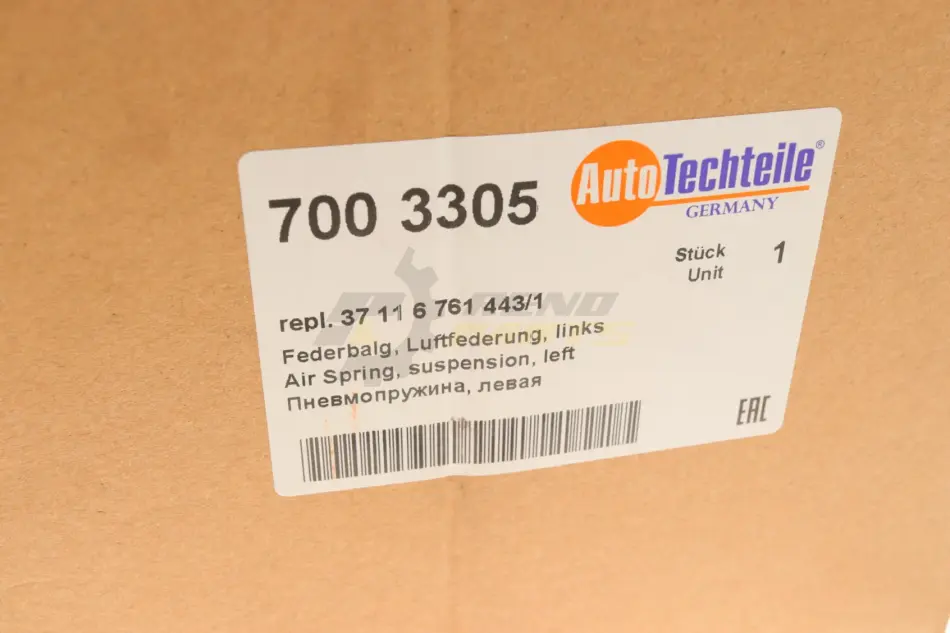 700 3305
AutoTechteile®
GERMANY
Stück 1
Unit
repl. 37 11 6 761 443/1
Federbalg, Luftfederung, links
Air Spring, suspension, left
Пневмопружина, левая
EAC